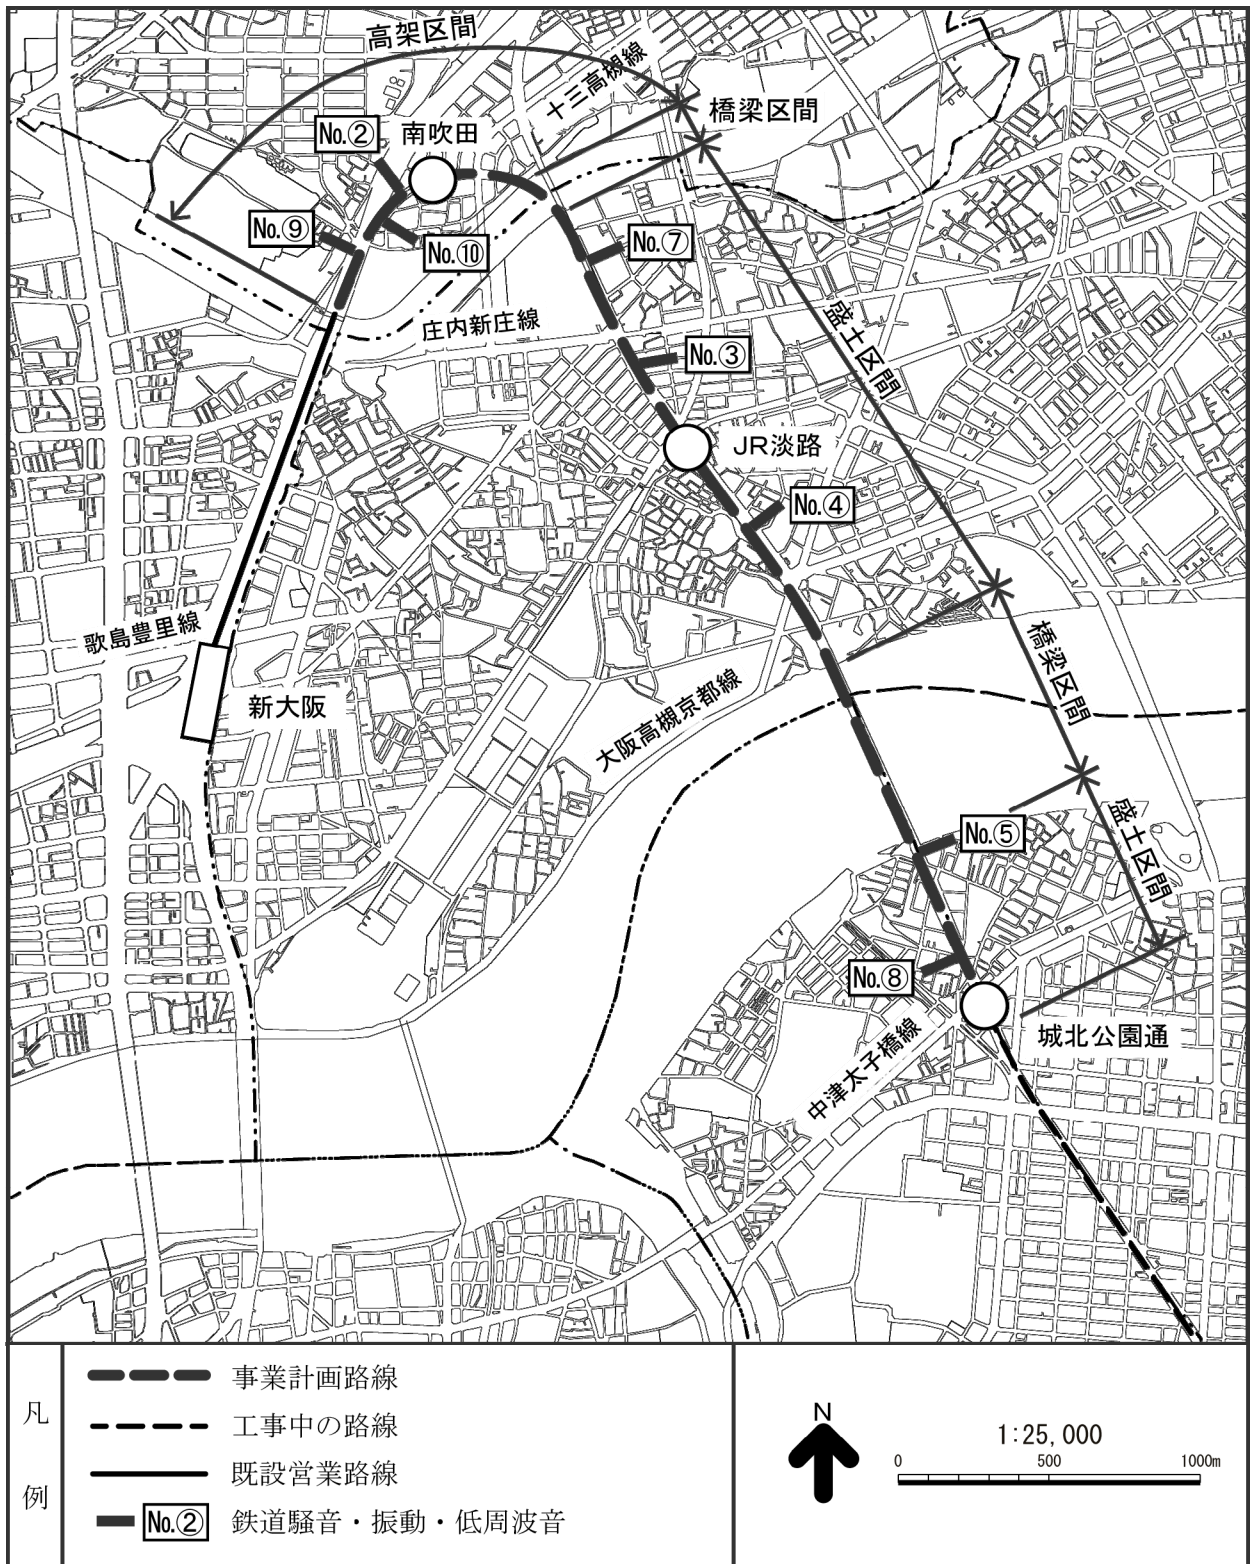 高架区間
十三高槻線
橋梁区間
No.②
南吹田
No.⑨
No.⑩
No.⑦
庄内新庄線
盛土区間
No.③
JR淡路
No.④
歌島豊里線
橋梁区間
新大阪
大阪高槻京都線
盛土区間
No.⑤
No.⑧
城北公園通
中津太子橋線
凡例
事業計画路線
工事中の路線
既設営業路線
No.② 鉄道騒音・振動・低周波音
N
1:25,000
0 500 1000m